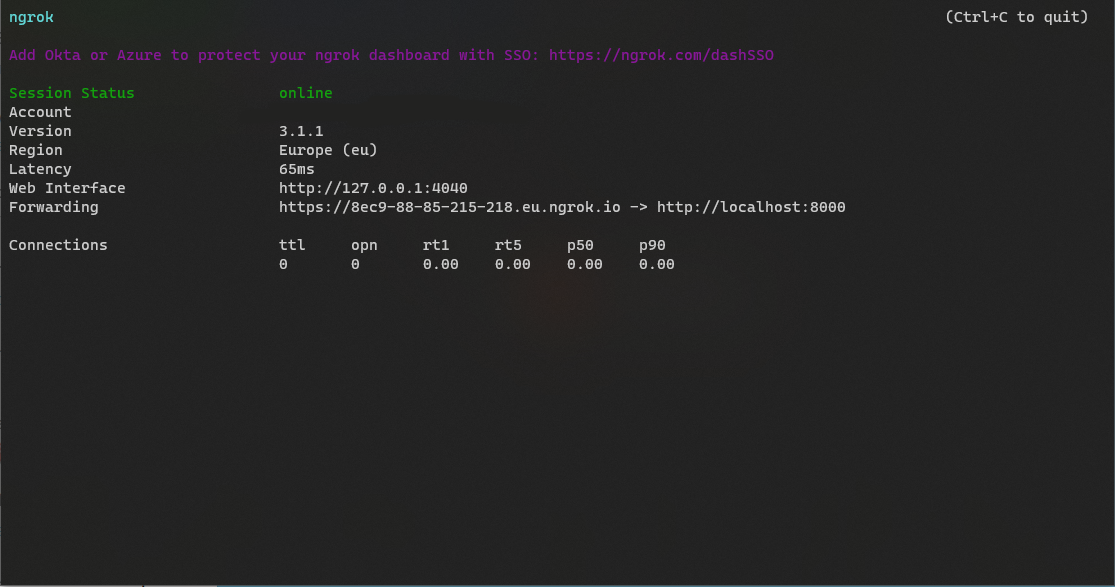 ngrok (Ctrl+C to quit)
Add Okta or Azure to protect your ngrok dashboard with SSO: https://ngrok.com/dashSSO
Session Status online
Account
Version 3.1.1
Region Europe (eu)
Latency 65ms
Web Interface http://127.0.0.1:4040
Forwarding https://8ec9-88-85-215-218.eu.ngrok.io -> http://localhost:8000
Connections ttl opn rt1 rt5 p50 p90
0 0 0.00 0.00 0.00 0.00